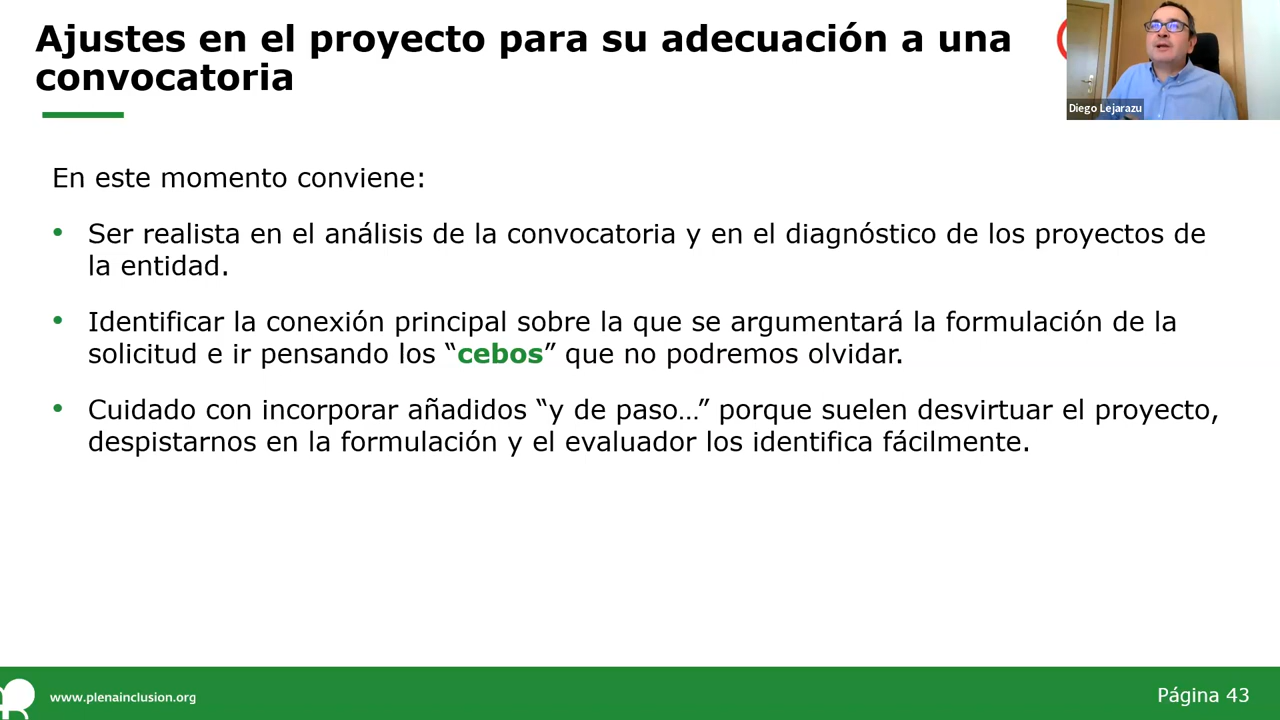 Ajustes en el proyecto para su adecuación a una
convocatoria
Diego Lejarazu
En este momento conviene:
• Ser realista en el análisis de la convocatoria y en el diagnóstico de los proyectos de
la entidad.
• Identificar la conexión principal sobre la que se argumentará la formulación de la
solicitud e ir pensando los “cebos” que no podremos olvidar.
• Cuidado con incorporar añadidos “y de paso…” porque suelen desvirtuar el proyecto,
despistarnos en la formulación y el evaluador los identifica fácilmente.
www.plenainclusion.org
Página 43